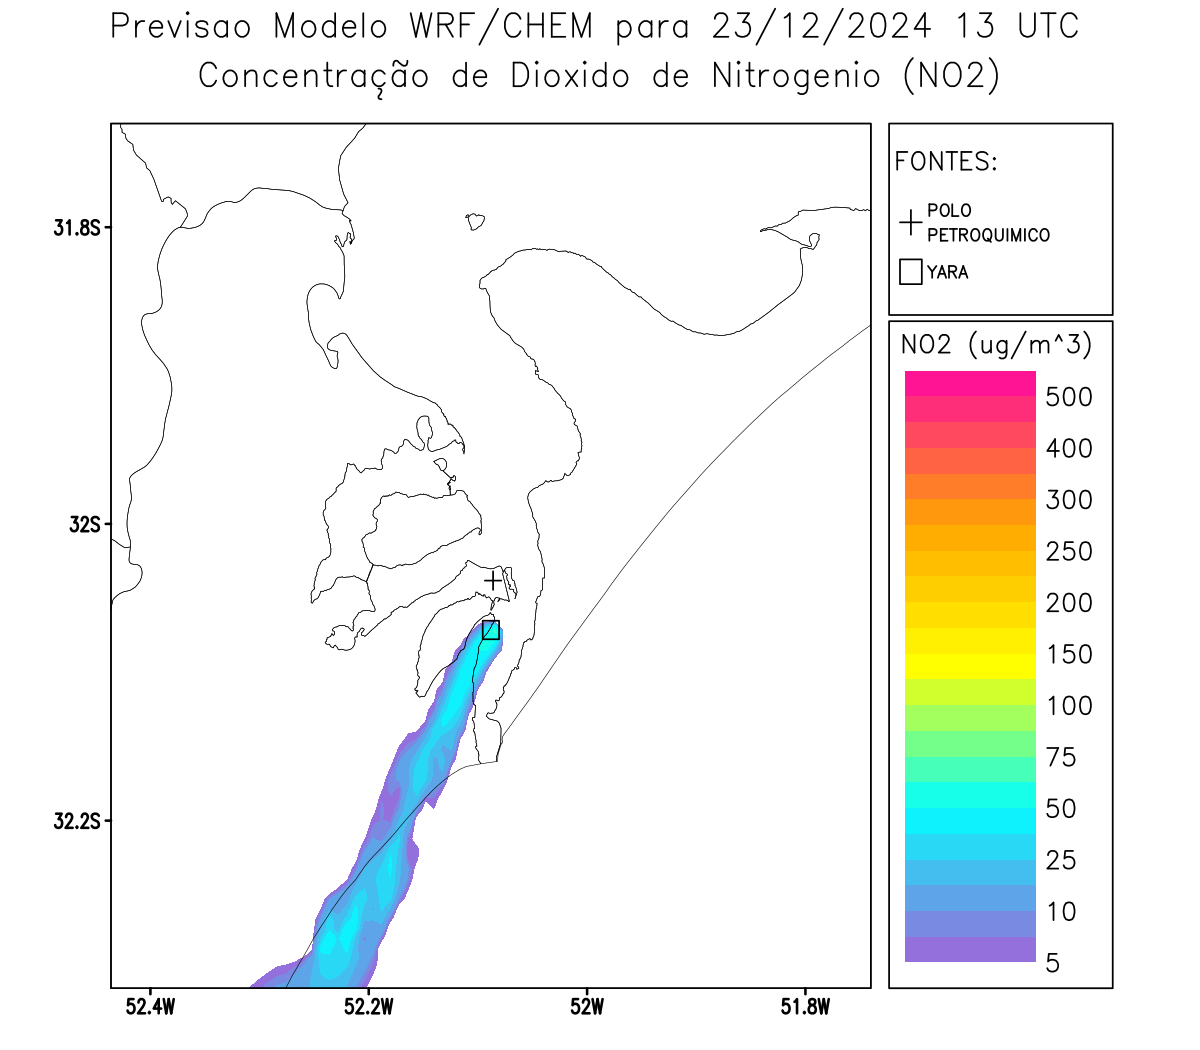 Previsao Modelo WRF/CHEM para 23/12/2024 13 UTC
Concentração de Dioxido de Nitrogenio (NO2)
FONTES:
POLO
PETROQUIMICO
YARA
NO2 (ug/m^3)
500
400
300
250
200
150
100
75
50
25
10
5
31.8S
32S
32.2S
52.4W
52.2W
52W
51.8W